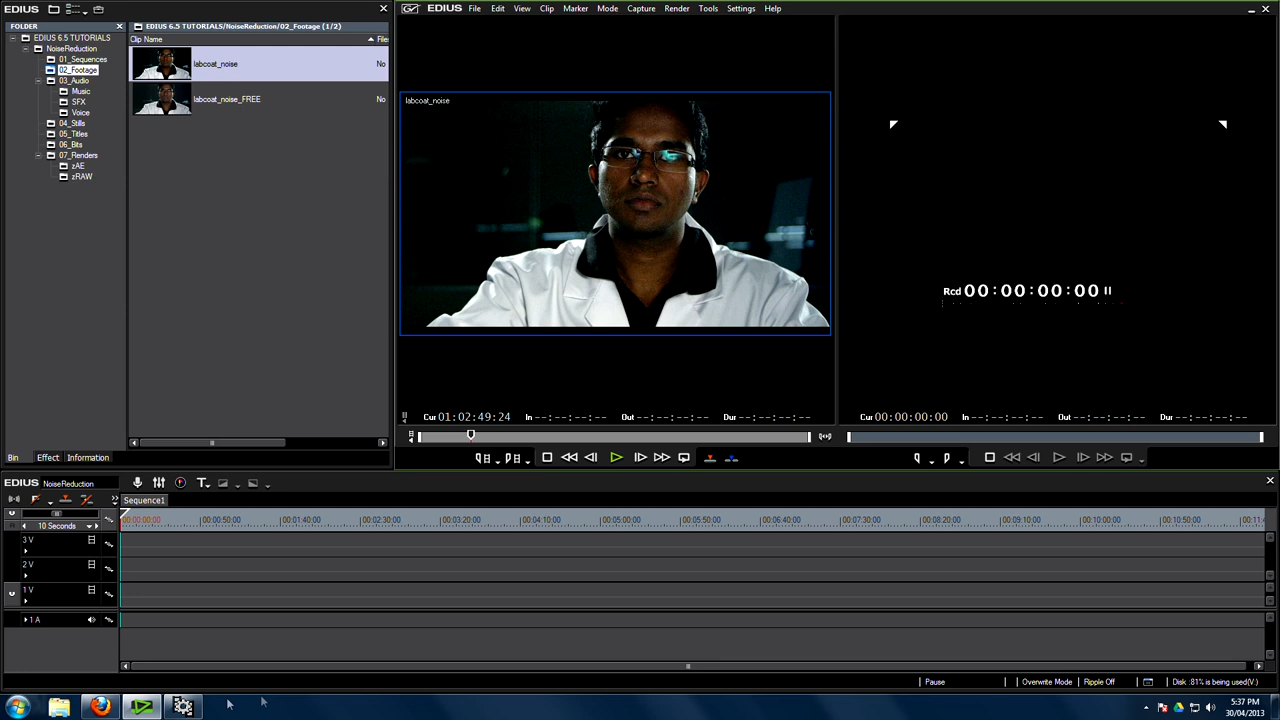 EDIUS
FOLDER
EDIUS 6.5 TUTORIALS
NoiseReduction
01_Sequences
02_Footage
03_Audio
Music
SFX
Voice
04_Stills
05_Titles
06_Bits
07_Renders
zAE
zRAW
EDIUS 6.5 TUTORIALS/NoiseReduction/02_Footage (1/2)
Clip Name File
labcoat_noise No
labcoat_noise_FREE No
Bin Effect Information
EDIUS File Edit View Clip Marker Mode Capture Render Tools Settings Help
labcoat_noise
Rcd 00:00:00:00
Cur 01:02:49:24 In --:--:--:-- Out --:--:--:-- Dur --:--:--:--
Cur 00:00:00:00 In --:--:--:-- Out --:--:--:-- Dur --:--:--:--
EDIUS NoiseReduction
Sequence1
10 Seconds
00:00:00:00 00:00:50:00 00:01:40:00 00:02:30:00 00:03:20:00 00:04:10:00 00:05:00:00 00:05:50:00 00:06:40:00 00:07:30:00 00:08:20:00 00:09:10:00 00:10:00:00 00:10:50:00 00:11:4
3 V
2 V
1 V
1 A
Pause Overwrite Mode Ripple Off Disk :81% is being used(V:)
5:37 PM
30/04/2013